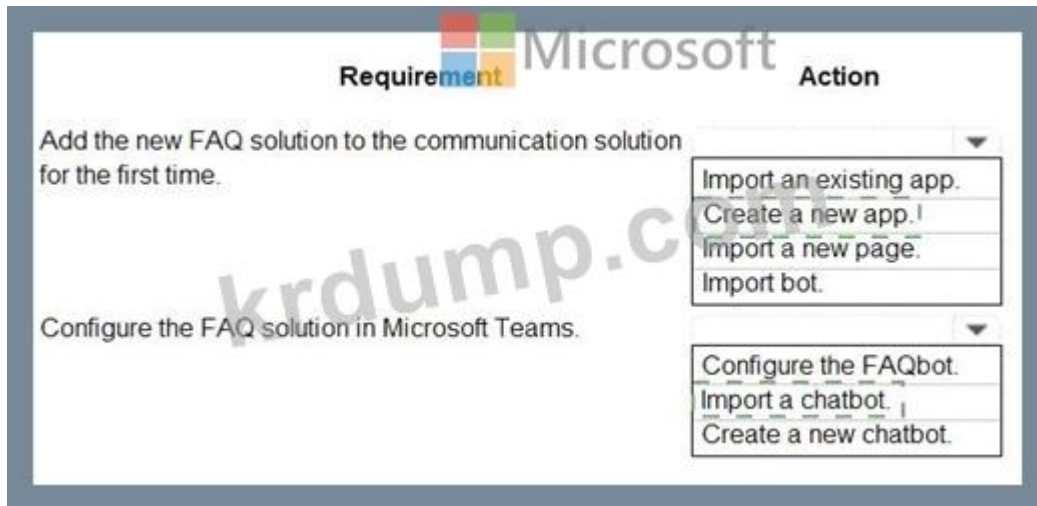 Microsoft
Requirement Action
Add the new FAQ solution to the communication solution
for the first time.
Import an existing app.
Create a new app.
Import a new page.
Import bot.
krdump.com
Configure the FAQ solution in Microsoft Teams.
Configure the FAQbot.
Import a chatbot.
Create a new chatbot.